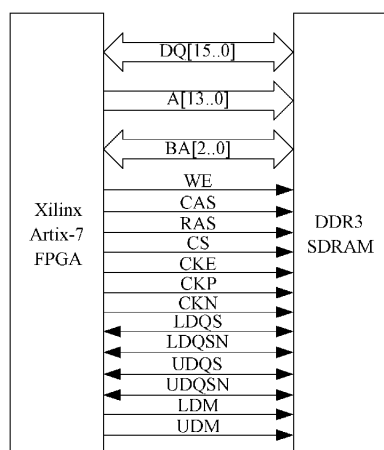 DQ[15..0]
A[13..0]
BA[2..0]
WE
CAS
RAS
CS
CKE
CKP
CKN
LDQS
LDQSN
UDQS
UDQSN
LDM
UDM
Xilinx
Artix-7
FPGA
DDR3
SDRAM